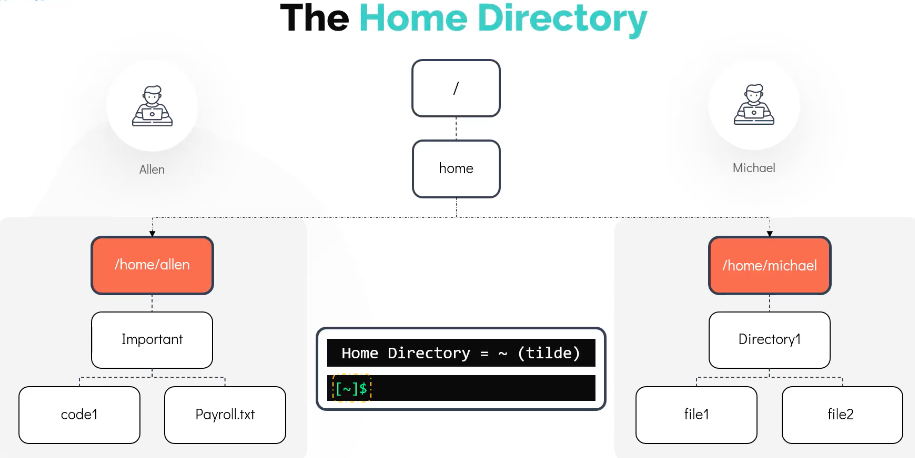 The Home Directory
/
home
Allen
Michael
/home/allen
/home/michael
Important
Directory1
Home Directory = ~ (tilde)
[~]$
code1
Payroll.txt
file1
file2